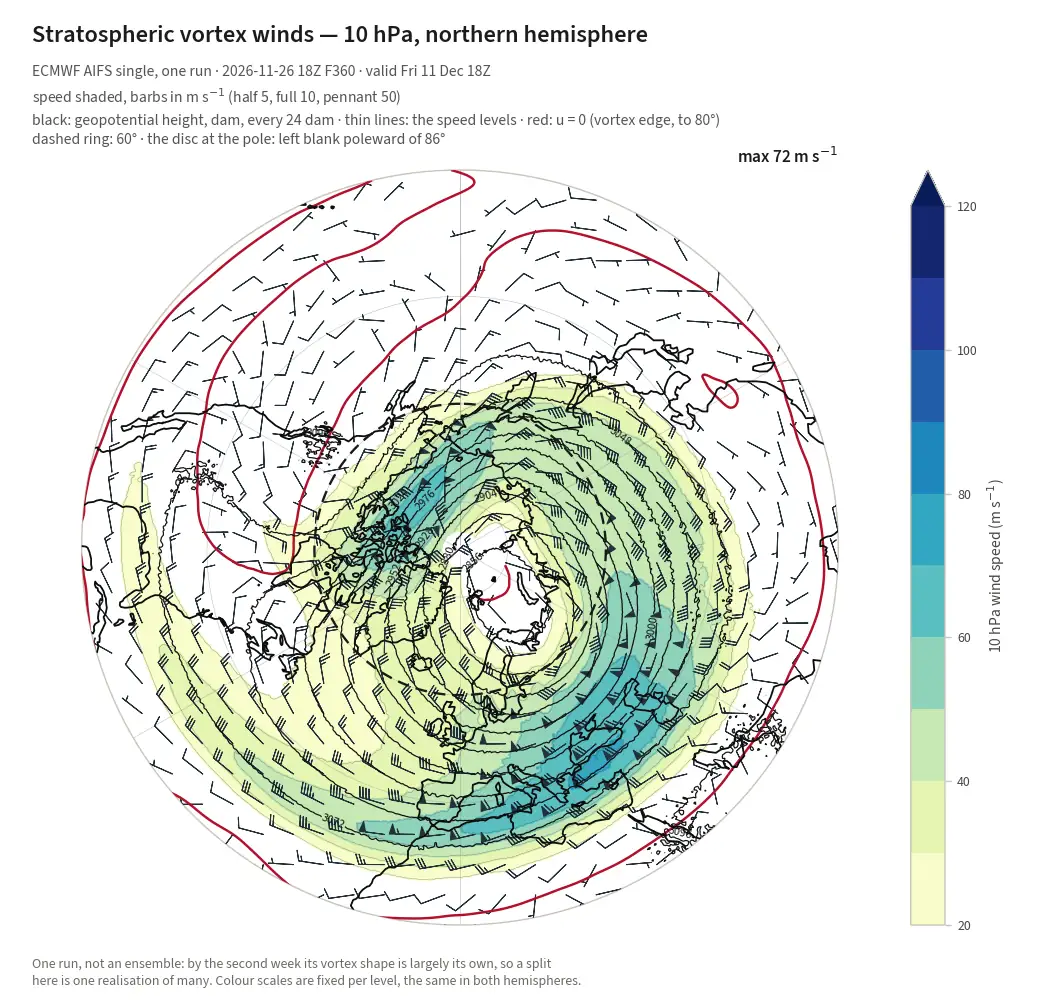 Stratospheric vortex winds — 10 hPa, northern hemisphere
ECMWF AIFS single, one run · 2026-11-26 18Z F360 · valid Fri 11 Dec 18Z
speed shaded, barbs in m s⁻¹ (half 5, full 10, pennant 50)
black: geopotential height, dam, every 24 dam · thin lines: the speed levels · red: u = 0 (vortex edge, to 80°)
dashed ring: 60° · the disc at the pole: left blank poleward of 86°
max 72 m s⁻¹
120
100
80
60
40
20
10 hPa wind speed (m s⁻¹)
3048
2976
2904
3000
3072
One run, not an ensemble: by the second week its vortex shape is largely its own, so a split
here is one realisation of many. Colour scales are fixed per level, the same in both hemispheres.